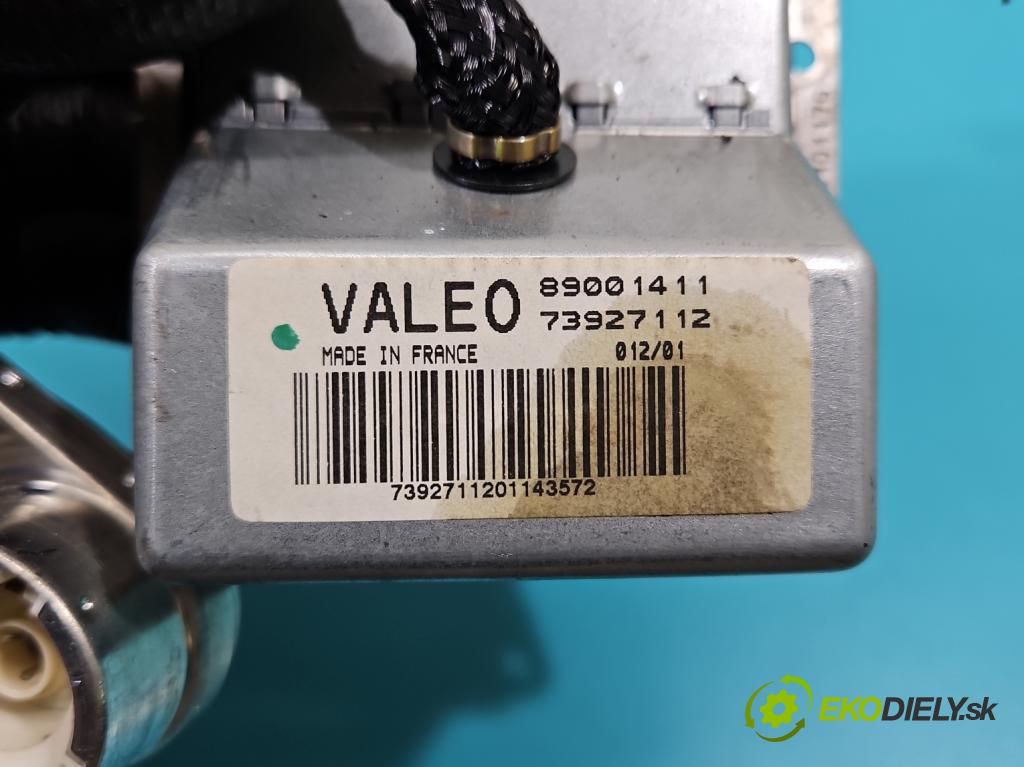 VALEO 89001411
73927112
MADE IN FRANCE 012/01
7392711201143572
EKODIELY.sk